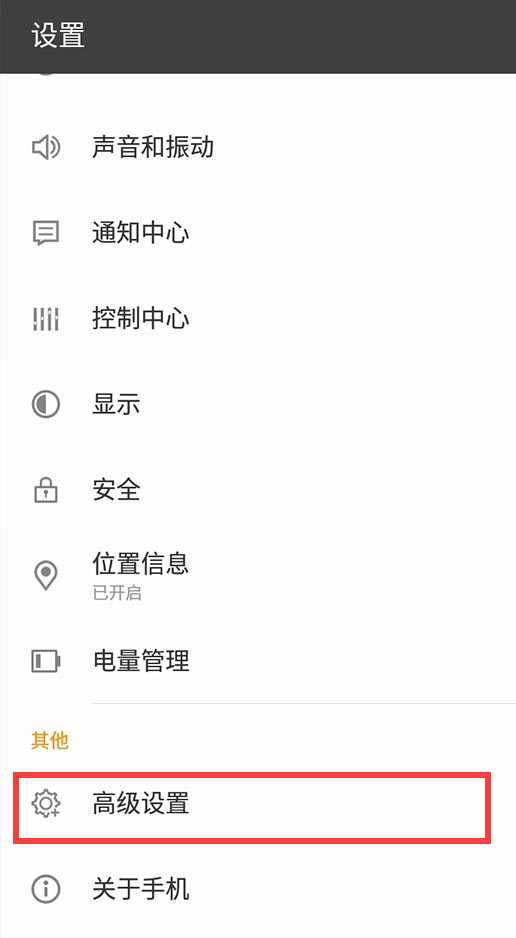 设置
声音和振动
通知中心
控制中心
显示
安全
位置信息
已开启
电量管理
其他
高级设置
关于手机